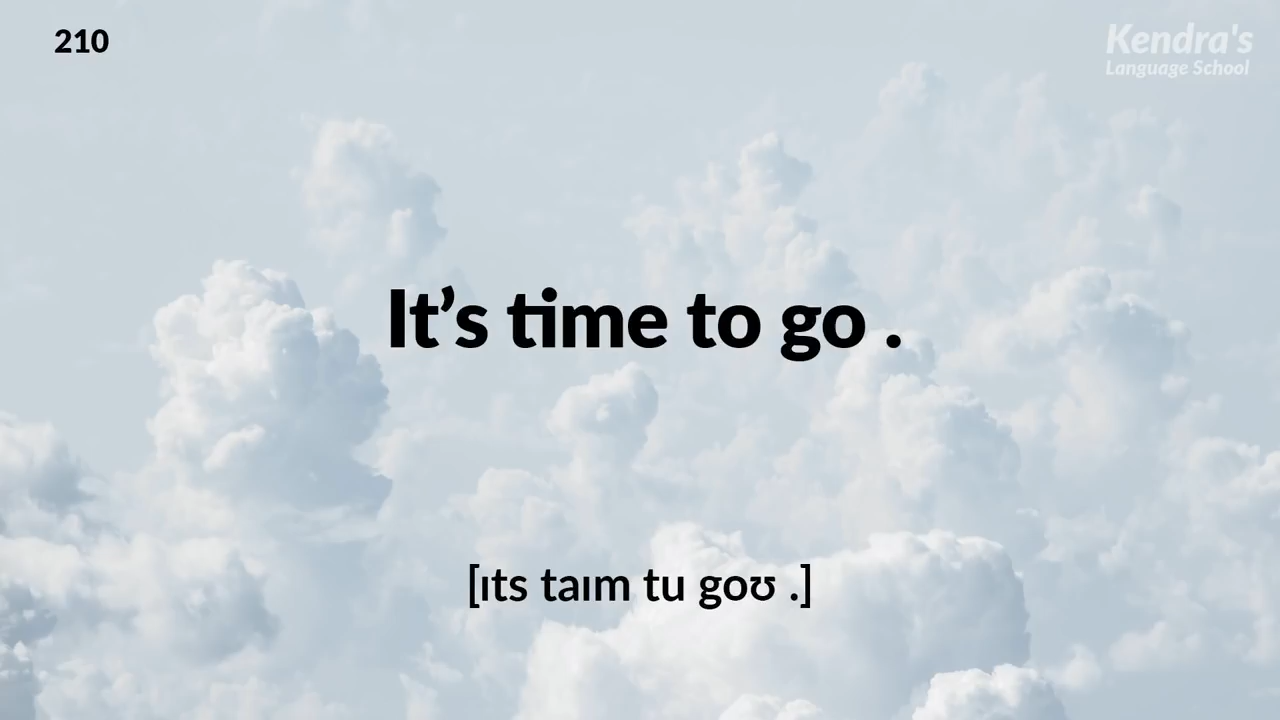 210
Kendra's
Language School
It’s time to go .
[ɪts taɪm tu goʊ .]